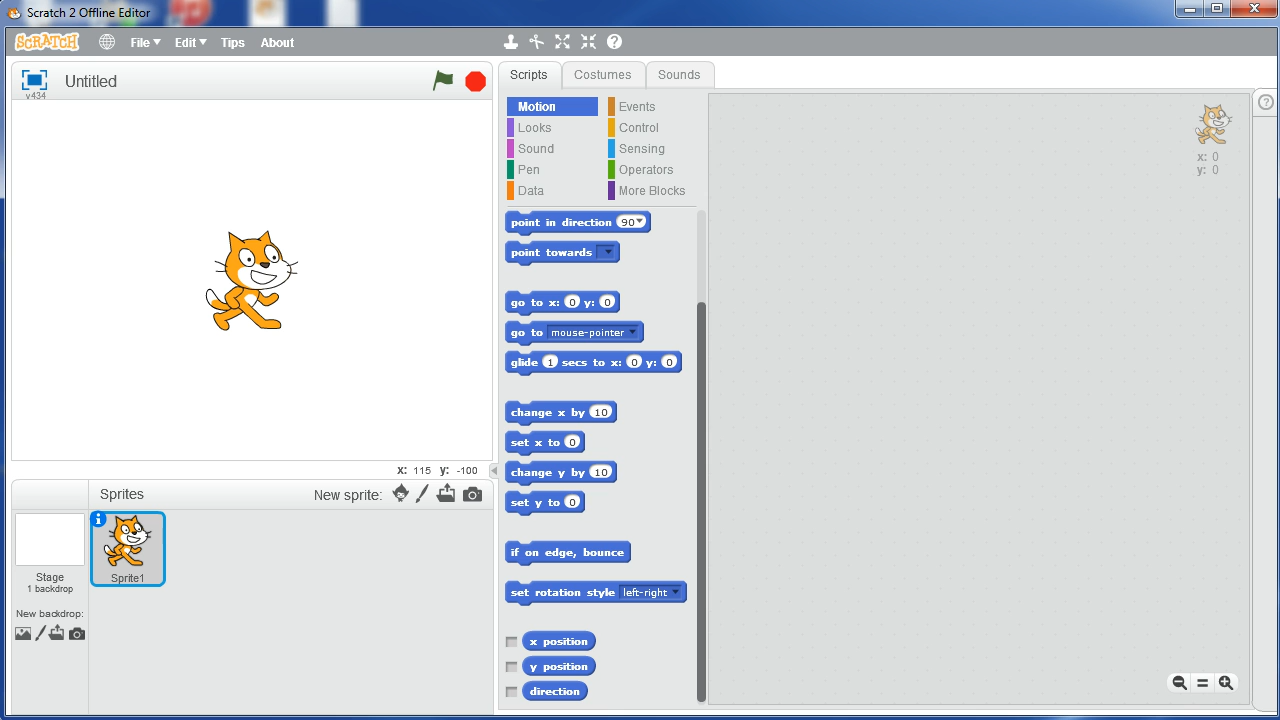 Scratch 2 Offline Editor
SCRATCH File Edit Tips About
Untitled
v434
Scripts Costumes Sounds
Motion Events
Looks Control
Sound Sensing
Pen Operators
Data More Blocks
x: 0
y: 0
point in direction 90
point towards
go to x: 0 y: 0
go to mouse-pointer
glide 1 secs to x: 0 y: 0
change x by 10
set x to 0
change y by 10
set y to 0
if on edge, bounce
set rotation style left-right
x position
y position
direction
x: 115 y: -100
Sprites New sprite:
Sprite1
Stage
1 backdrop
New backdrop: